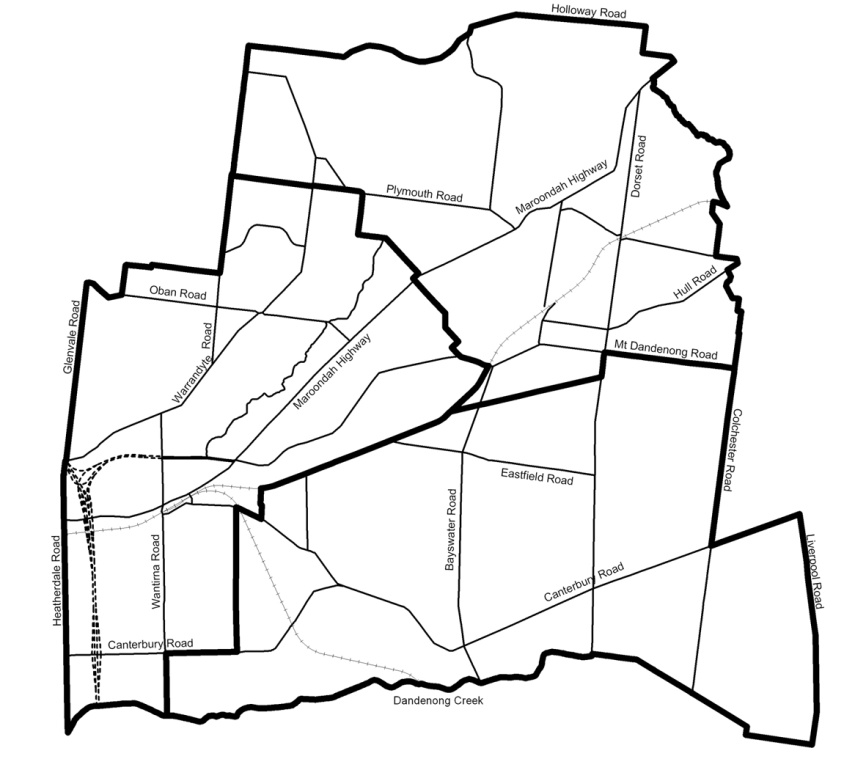 Holloway Road
Dorset Road
Plymouth Road
Maroondah Highway
Hull Road
Oban Road
Glenvale Road
Warrandyte Road
Maroondah Highway
Mt Dandenong Road
Colchester Road
Eastfield Road
Bayswater Road
Heatherdale Road
Wantirna Road
Canterbury Road
Liverpool Road
Canterbury Road
Dandenong Creek